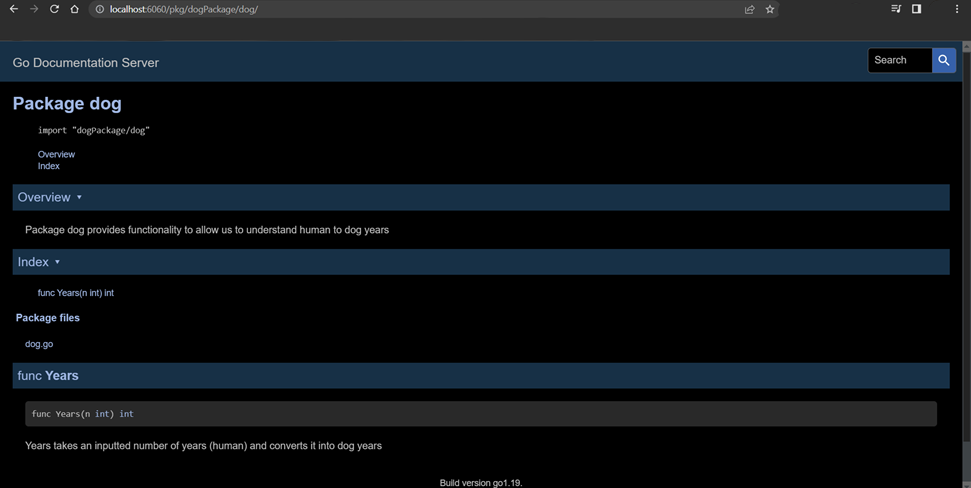 localhost:6060/pkg/dogPackage/dog/
Go Documentation Server
Search
Package dog
import "dogPackage/dog"
Overview
Index
Overview ▾
Package dog provides functionality to allow us to understand human to dog years
Index ▾
func Years(n int) int
Package files
dog.go
func Years
func Years(n int) int
Years takes an inputted number of years (human) and converts it into dog years
Build version go1.19.